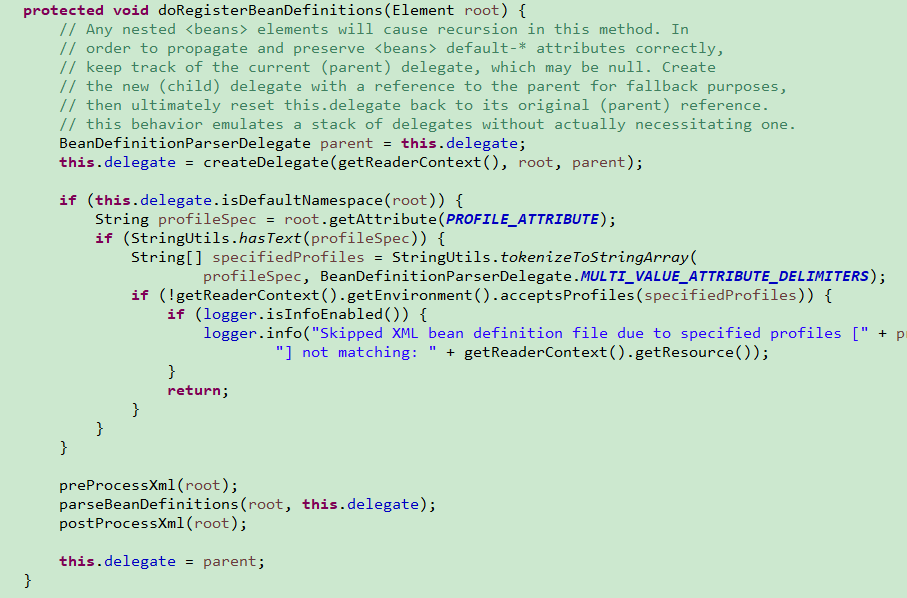 protected void doRegisterBeanDefinitions(Element root) {
    // Any nested <beans> elements will cause recursion in this method. In
    // order to propagate and preserve <beans> default-* attributes correctly,
    // keep track of the current (parent) delegate, which may be null. Create
    // the new (child) delegate with a reference to the parent for fallback purposes,
    // then ultimately reset this.delegate back to its original (parent) reference.
    // this behavior emulates a stack of delegates without actually necessitating one.
    BeanDefinitionParserDelegate parent = this.delegate;
    this.delegate = createDelegate(getReaderContext(), root, parent);

    if (this.delegate.isDefaultNamespace(root)) {
        String profileSpec = root.getAttribute(PROFILE_ATTRIBUTE);
        if (StringUtils.hasText(profileSpec)) {
            String[] specifiedProfiles = StringUtils.tokenizeToStringArray(
                    profileSpec, BeanDefinitionParserDelegate.MULTI_VALUE_ATTRIBUTE_DELIMITERS);
            if (!getReaderContext().getEnvironment().acceptsProfiles(specifiedProfiles)) {
                if (logger.isInfoEnabled()) {
                    logger.info("Skipped XML bean definition file due to specified profiles [" +
                            "] not matching: " + getReaderContext().getResource());
                }
                return;
            }
        }
    }

    preProcessXml(root);
    parseBeanDefinitions(root, this.delegate);
    postProcessXml(root);

    this.delegate = parent;
}